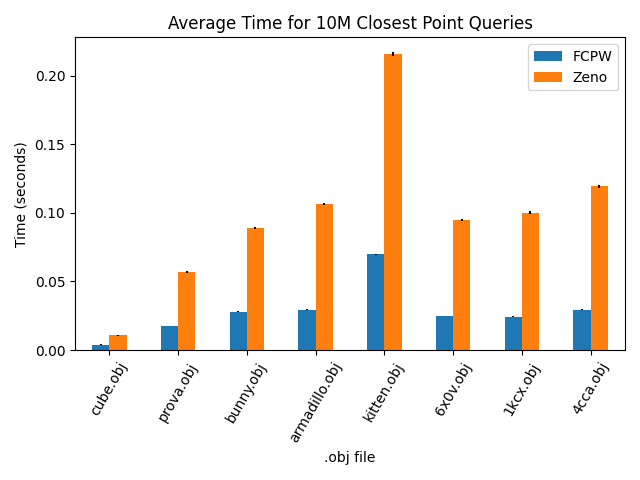 Average Time for 10M Closest Point Queries
FCPW
Zeno
Time (seconds)
0.20
0.15
0.10
0.05
0.00
cube.obj
prova.obj
bunny.obj
armadillo.obj
kitten.obj
6x0v.obj
1kcx.obj
4cca.obj
.obj file